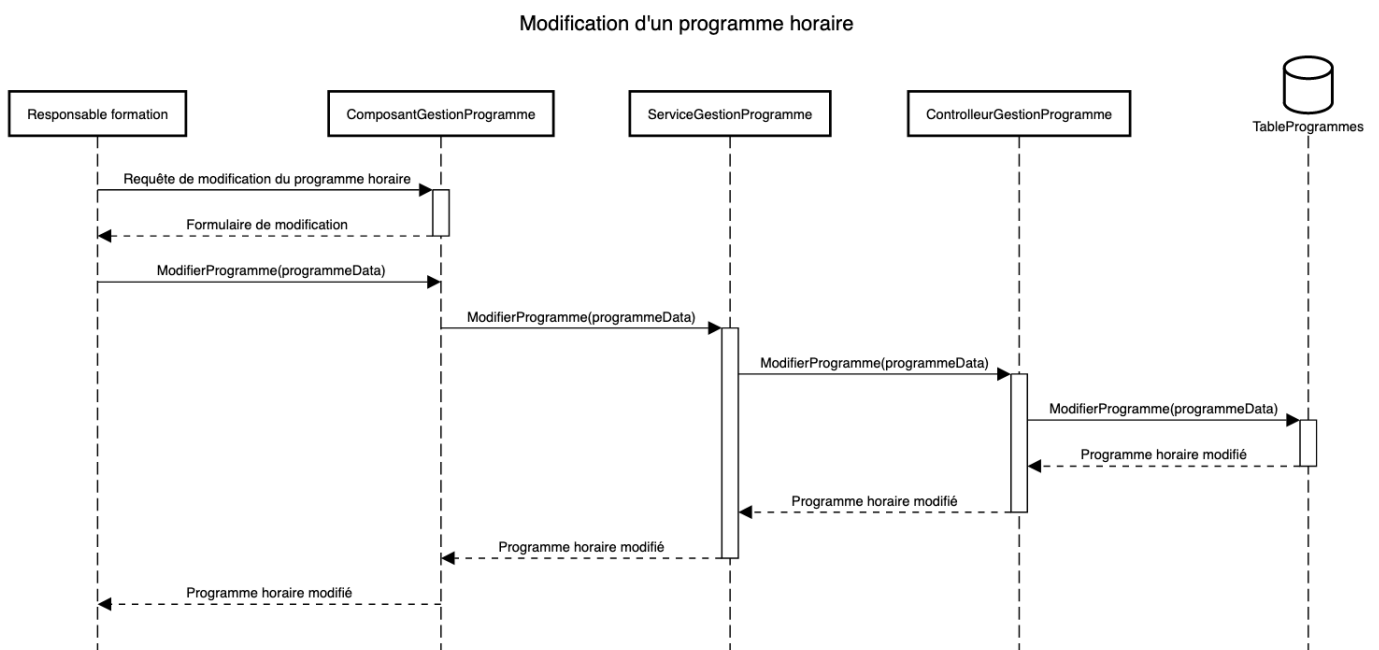 Modification d'un programme horaire
Responsable formation
ComposantGestionProgramme
ServiceGestionProgramme
ControlleurGestionProgramme
TableProgrammes
Requête de modification du programme horaire
Formulaire de modification
ModifierProgramme(programmeData)
ModifierProgramme(programmeData)
ModifierProgramme(programmeData)
ModifierProgramme(programmeData)
Programme horaire modifié
Programme horaire modifié
Programme horaire modifié
Programme horaire modifié